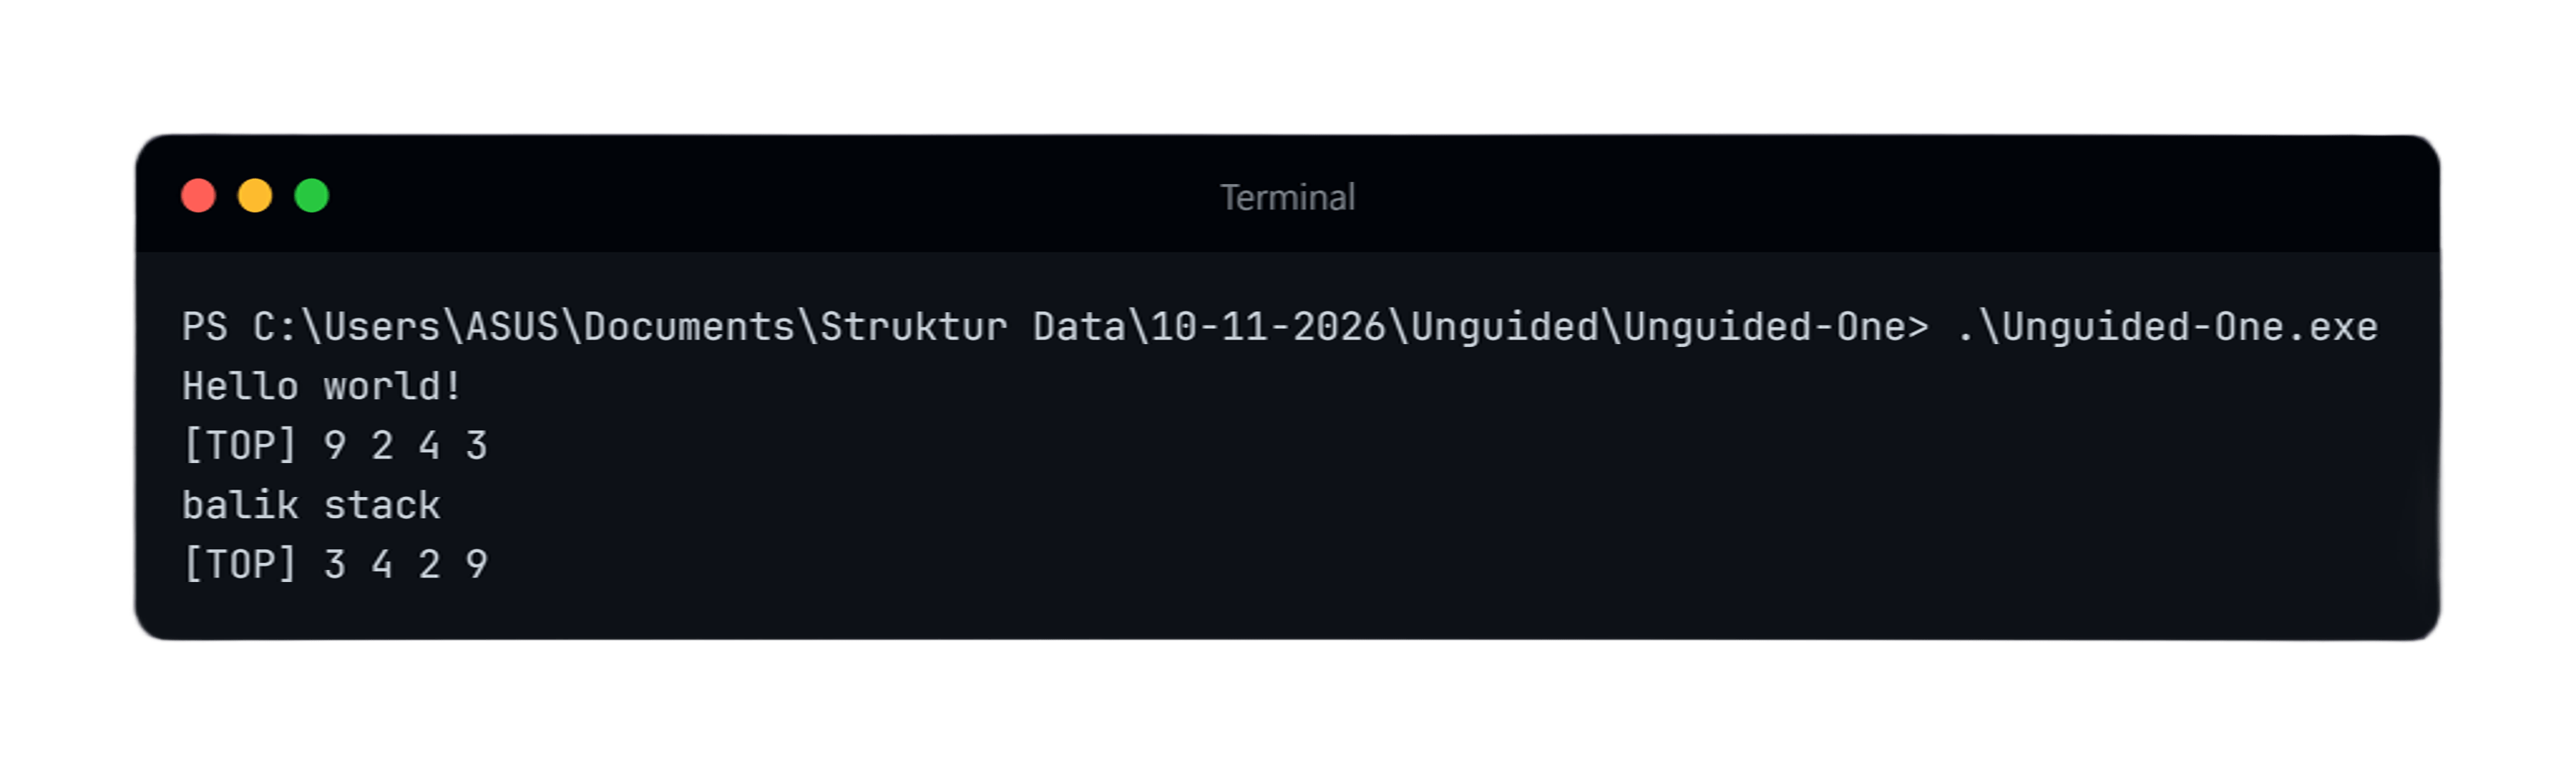 Terminal
PS C:\Users\ASUS\Documents\Struktur Data\10-11-2026\Unguided\Unguided-One> .\Unguided-One.exe
Hello world!
[TOP] 9 2 4 3
balik stack
[TOP] 3 4 2 9